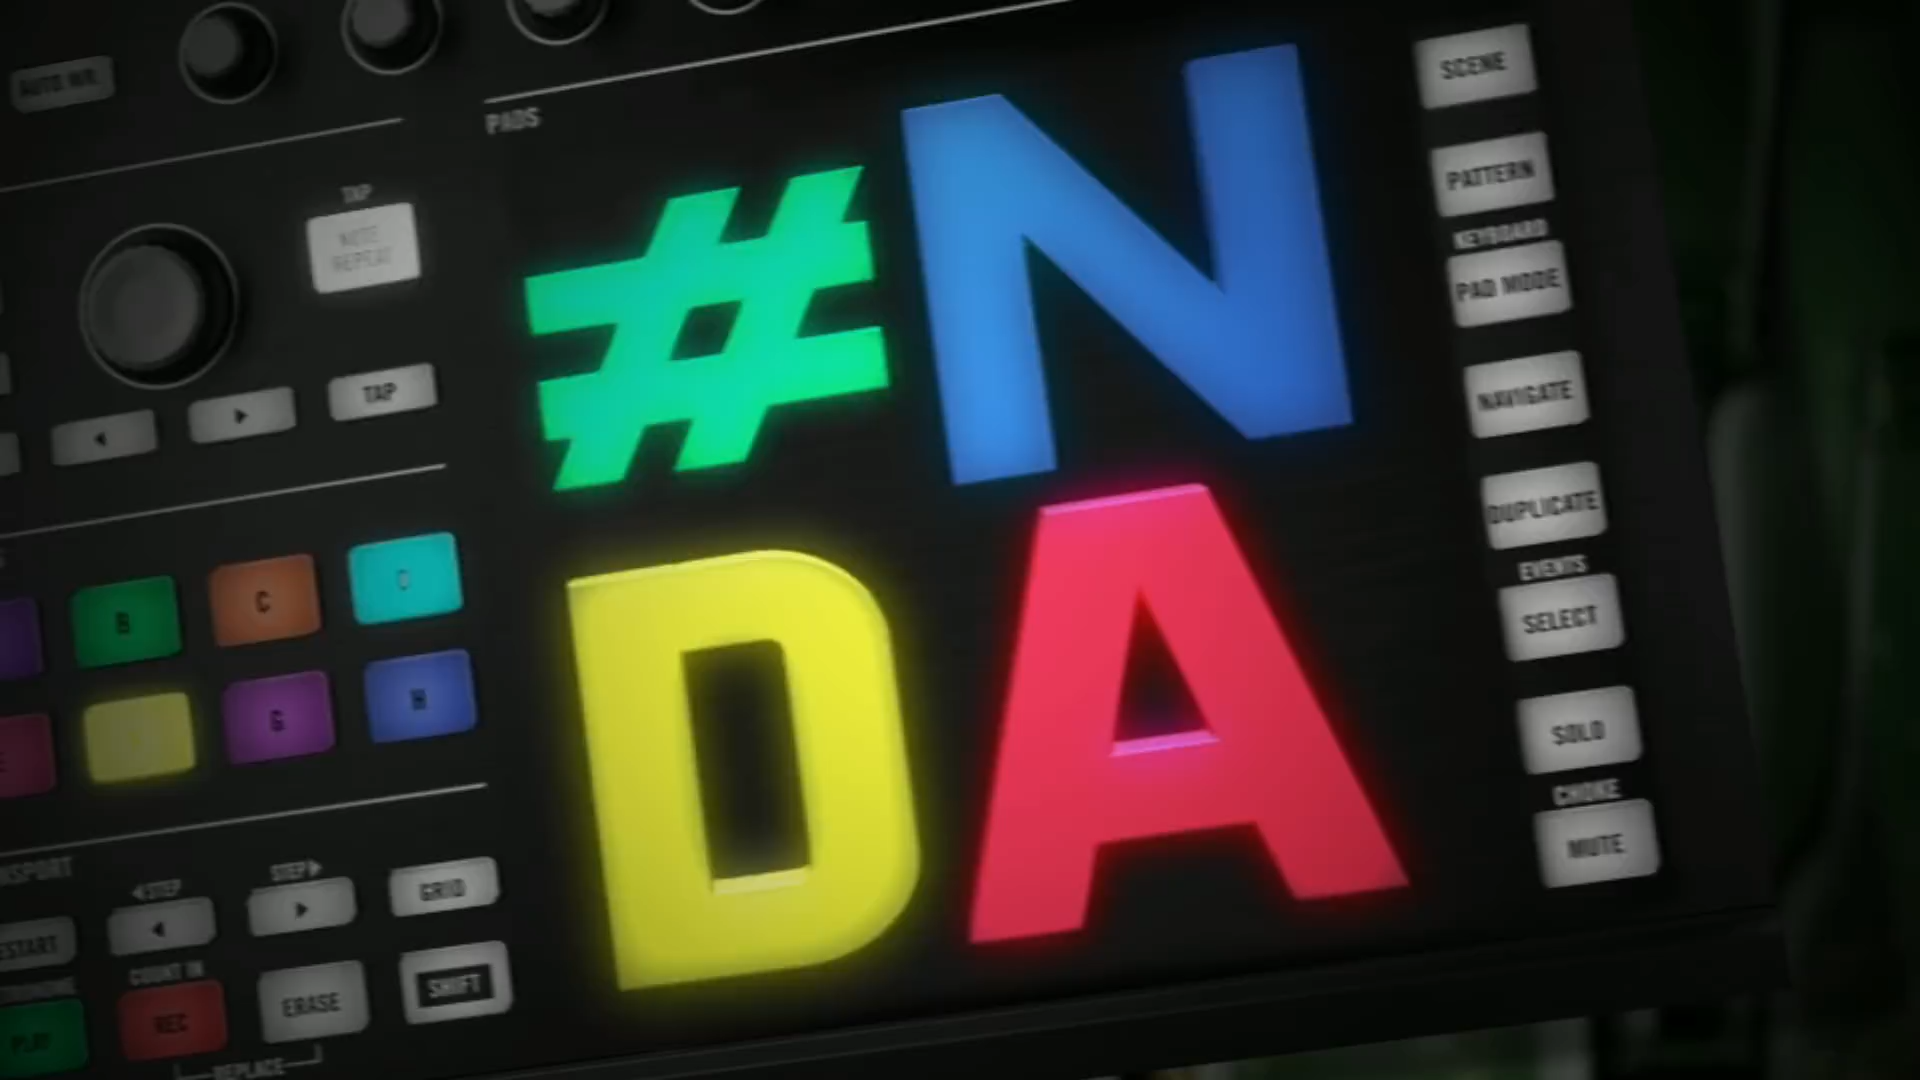 AUTO WR.
PADS
#N
DA
SCENE
PATTERN
KEYBOARD
PAD MODE
NAVIGATE
DUPLICATE
EVENTS
SELECT
SOLO
CHOKE
MUTE
TAP
NOTE
REPEAT
TAP
B
C
D
G
H
◄STEP
STEP►
GRID
COUNT IN
PLAY
REC
ERASE
SHIFT
REPLACE